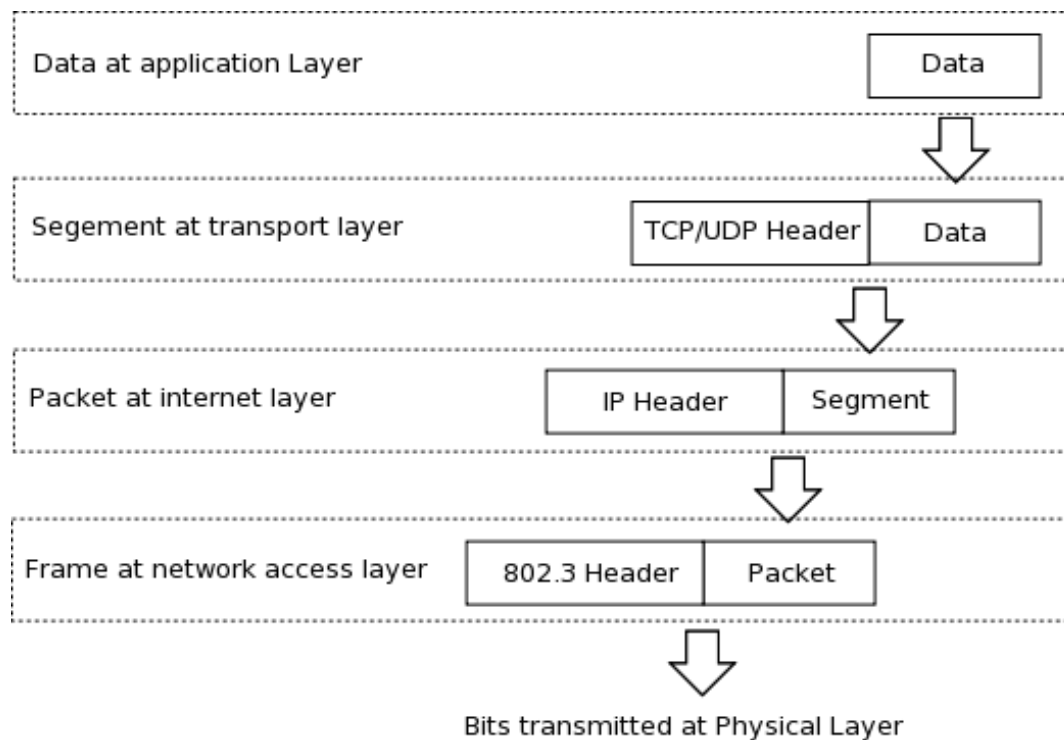 Data at application Layer
Data
Segement at transport layer
TCP/UDP Header
Data
Packet at internet layer
IP Header
Segment
Frame at network access layer
802.3 Header
Packet
Bits transmitted at Physical Layer